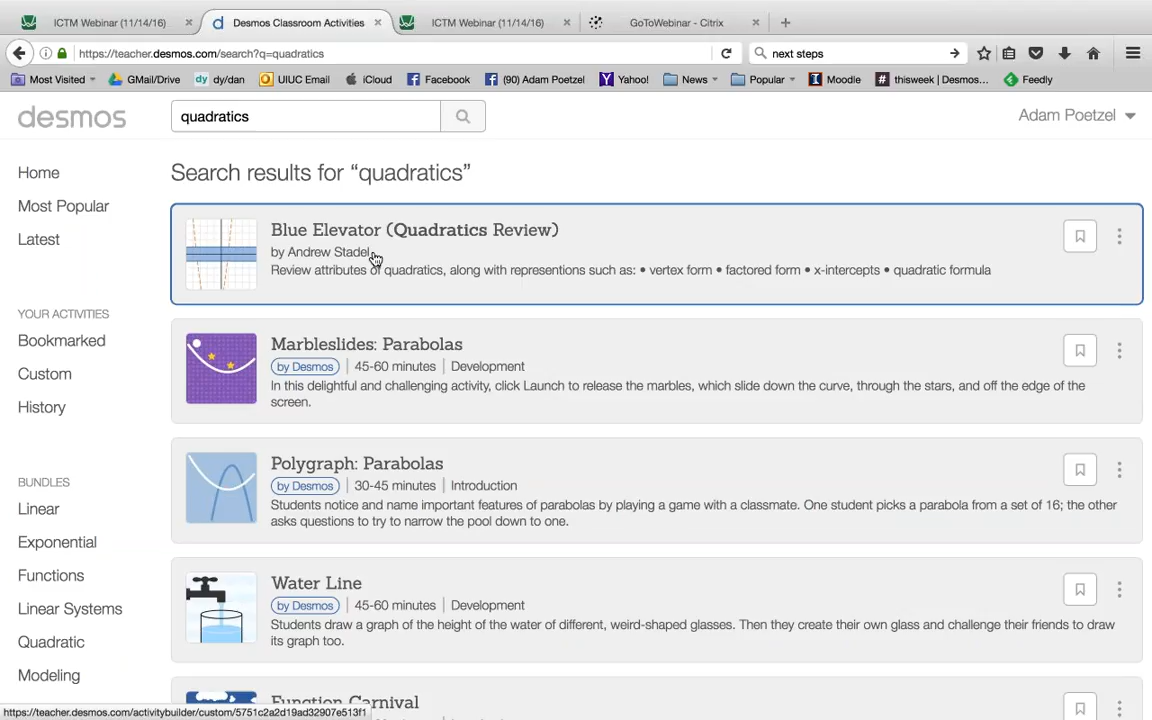 ICTM Webinar (11/14/16) ×
Desmos Classroom Activities ×
ICTM Webinar (11/14/16) ×
GoToWebinar - Citrix ×
https://teacher.desmos.com/search?q=quadratics
next steps
Most Visited
GMail/Drive
dy dy/dan
UIUC Email
iCloud
Facebook
(90) Adam Poetzel
Yahoo!
News
Popular
Moodle
# thisweek | Desmos...
Feedly
desmos
quadratics
Adam Poetzel
Home
Most Popular
Latest
YOUR ACTIVITIES
Bookmarked
Custom
History
BUNDLES
Linear
Exponential
Functions
Linear Systems
Quadratic
Modeling
Search results for “quadratics”
Blue Elevator (Quadratics Review)
by Andrew Stadel
Review attributes of quadratics, along with representions such as: • vertex form • factored form • x-intercepts • quadratic formula
Marbleslides: Parabolas
by Desmos | 45-60 minutes | Development
In this delightful and challenging activity, click Launch to release the marbles, which slide down the curve, through the stars, and off the edge of the
screen.
Polygraph: Parabolas
by Desmos | 30-45 minutes | Introduction
Students notice and name important features of parabolas by playing a game with a classmate. One student picks a parabola from a set of 16; the other
asks questions to try to narrow the pool down to one.
Water Line
by Desmos | 45-60 minutes | Development
Students draw a graph of the height of the water of different, weird-shaped glasses. Then they create their own glass and challenge their friends to draw
its graph too.
Function Carnival
https://teacher.desmos.com/activitybuilder/custom/5751c2a2d19ad32907e513f1